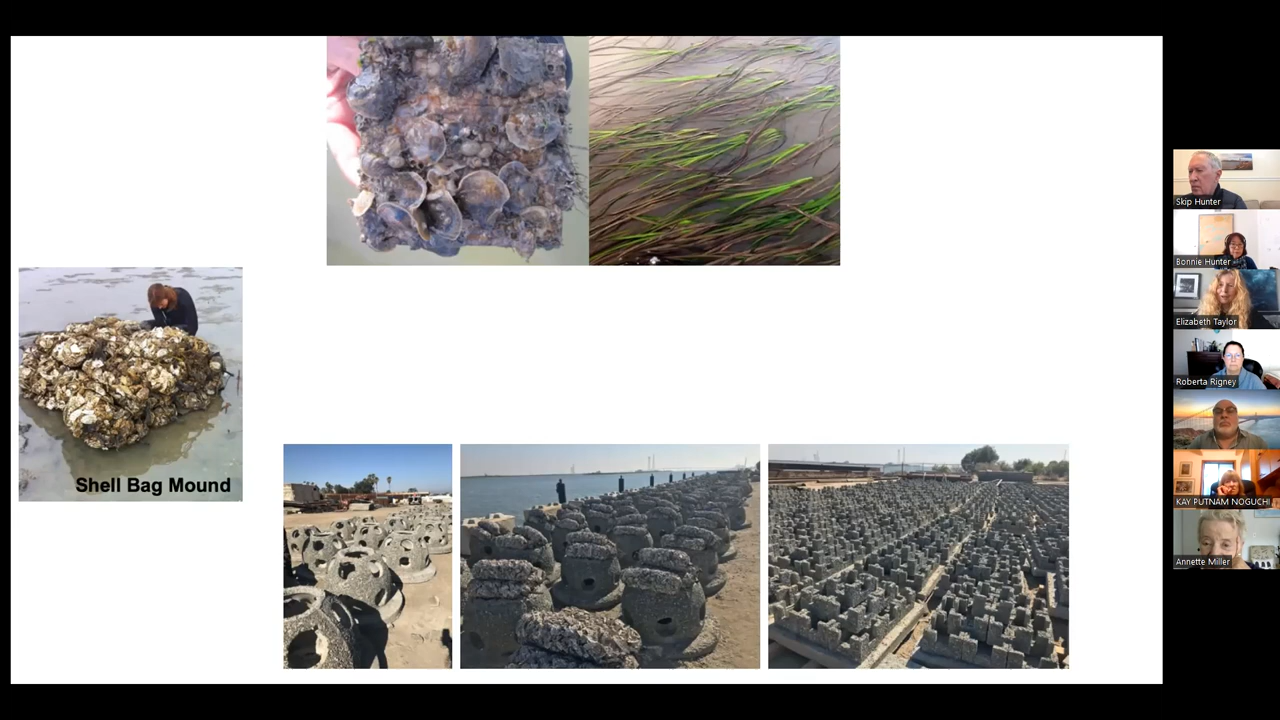 Shell Bag Mound
Skip Hunter
Bonnie Hunter
Elizabeth Taylor
Roberta Rigney
KAY PUTNAM NOGUCHI
Annette Miller